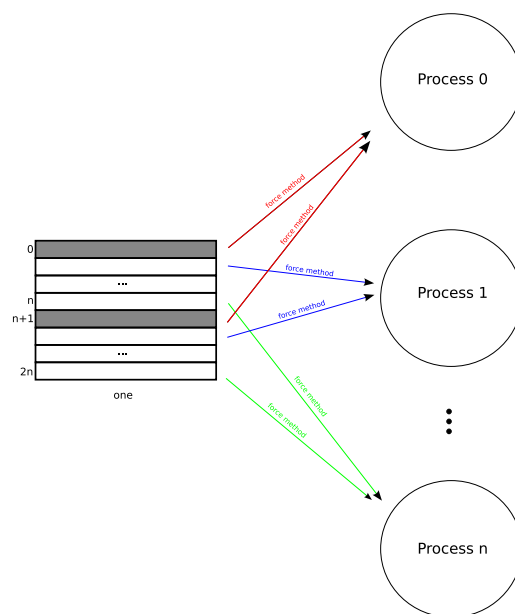 Process 0
force method
force method
0
force method
Process 1
...
n
force method
n+1
...
2n
force method
one
force method
Process n